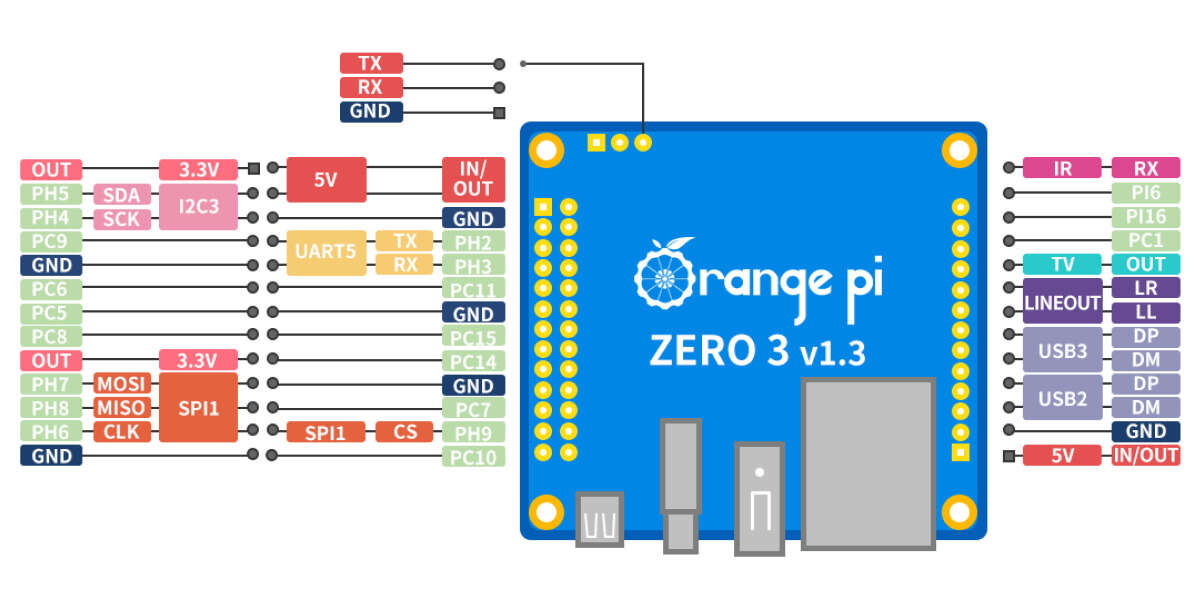 TX
RX
GND
OUT 3.3V 5V IN/
OUT
PH5 SDA I2C3
PH4 SCK GND
PC9 UART5 TX PH2
GND RX PH3
PC6 PC11
PC5 GND
PC8 PC15
OUT 3.3V PC14
PH7 MOSI SPI1 GND
PH8 MISO PC7
PH6 CLK SPI1 CS PH9
GND PC10
Orange pi
ZERO 3 v1.3
IR RX
PI6
PI16
PC1
TV OUT
LINEOUT LR
LL
USB3 DP
DM
USB2 DP
DM
GND
5V IN/OUT